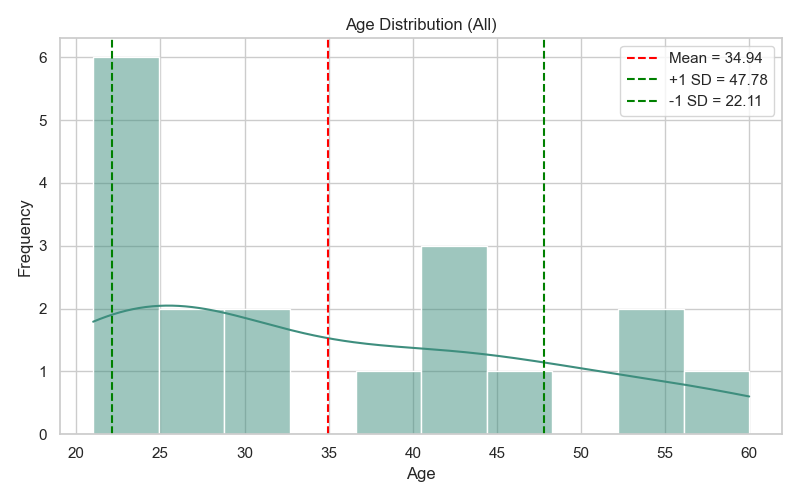 Age Distribution (All)
Mean = 34.94
+1 SD = 47.78
-1 SD = 22.11
Frequency
6
5
4
3
2
1
0
20 25 30 35 40 45 50 55 60
Age